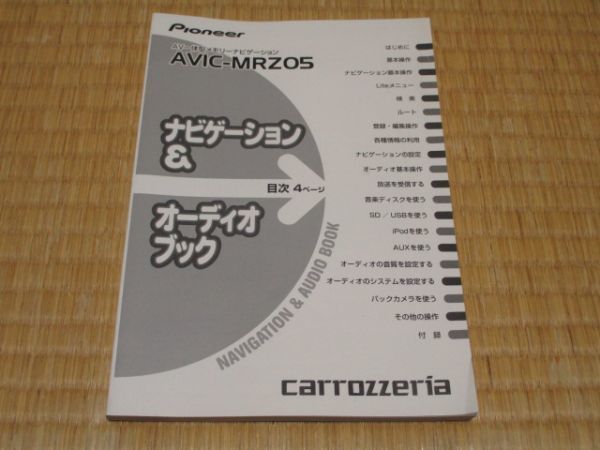 Pioneer
AV一体型メモリーナビゲーション
AVIC-MRZ05
ナビゲーション
&
目次 4ページ
オーディオ
ブック
NAVIGATION & AUDIO BOOK
carrozzeria
はじめに
基本操作
ナビゲーション基本操作
Liteメニュー
検 索
ルート
登録・編集操作
各種情報の利用
ナビゲーションの設定
オーディオ基本操作
放送を受信する
音楽ディスクを使う
SD / USBを使う
iPodを使う
AUXを使う
オーディオの音質を設定する
オーディオのシステムを設定する
バックカメラを使う
その他の操作
付 録